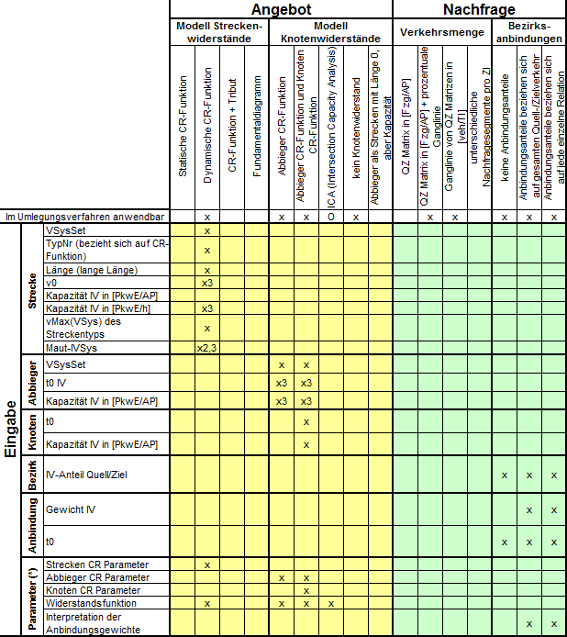 Angebot
Nachfrage
Modell Strecken-
widerstände
Modell
Knotenwiderstände
Verkehrsmenge
Bezirks-
anbindungen
Statische CR-Funktion
Dynamische CR-Funktion
CR-Funktion + Tribut
Fundamentaldiagramm
Abbieger CR-Funktion
Abbieger CR-Funktion und Knoten
CR-Funktion
ICA (Intersection Capacity Analysis)
kein Knotenwiderstand
Abbieger als Strecken mit Länge 0,
aber Kapazität
QZ Matrix in [Fzg/AP]
QZ Matrix in [Fzg/AP] + prozentuale
Ganglinie
Ganglinie von QZ Matrizen in
[veh/TI]
unterschiedliche
Nachfragesegmente pro ZI
keine Anbindungsanteile
Anbindungsanteile beziehen sich
auf gesamten Quell-/Zielverkehr
Anbindungsanteile beziehen sich
auf jede einzelne Relation
Im Umlegungsverfahren anwendbar x x x O x x x x x x
Eingabe
Strecke
VSysSet x
TypNr (bezieht sich auf CR-
Funktion) x
Länge (lange Länge) x
v0 x3
Kapazität IV in [PkwE/AP]
Kapazität IV in [PkwE/h] x3
vMax(VSys) des
Streckentyps x
Maut-IVSys x2,3
Abbieger
VSysSet x x
t0 IV x3 x3
Kapazität IV in [PkwE/AP] x3 x3
Knoten
t0 x
Kapazität IV in [PkwE/AP] x
Bezirk
IV-Anteil Quell/Ziel x x x
Anbindung
Gewicht IV x x
t0 x x x
Parameter (*)
Strecken CR Parameter x
Abbieger CR Parameter x x
Knoten CR Parameter x
Widerstandsfunktion x x x x
Interpretation der
Anbindungsgewichte x x